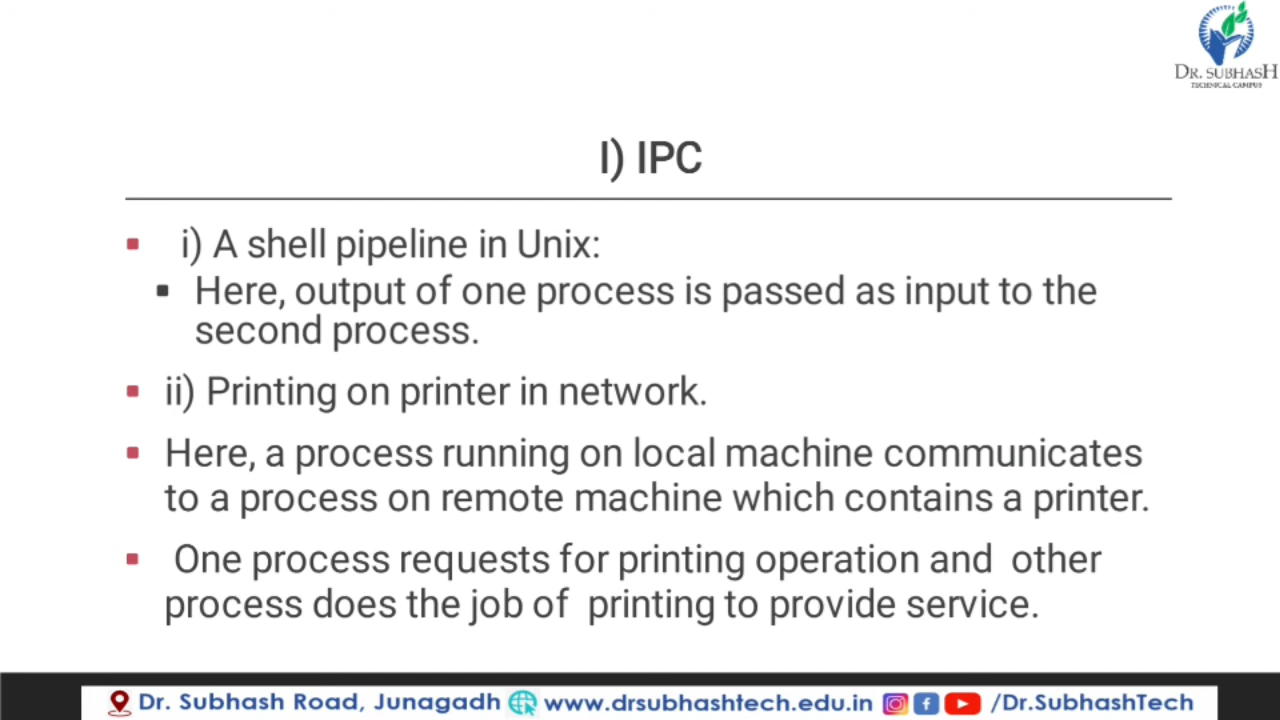 DR. SUBHASH
TECHNICAL CAMPUS
I) IPC
i) A shell pipeline in Unix:
Here, output of one process is passed as input to the
second process.
ii) Printing on printer in network.
Here, a process running on local machine communicates
to a process on remote machine which contains a printer.
One process requests for printing operation and other
process does the job of printing to provide service.
Dr. Subhash Road, Junagadh www.drsubhashtech.edu.in /Dr.SubhashTech